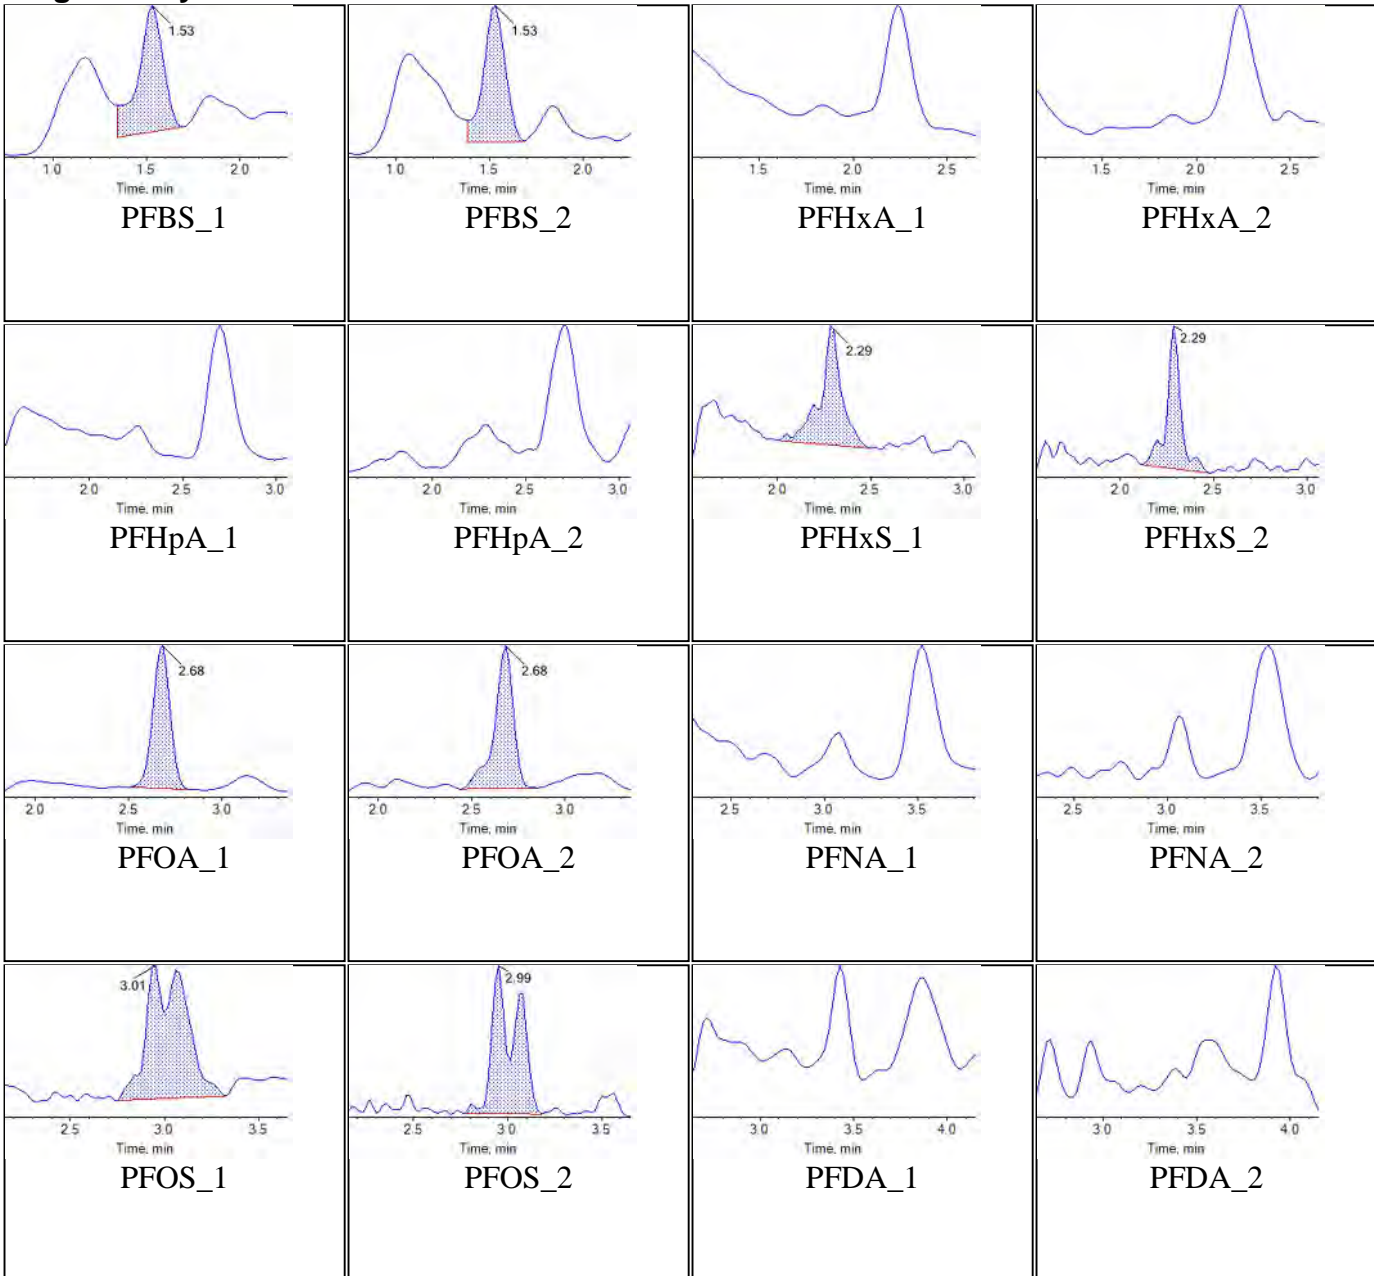 1.53
1.0 1.5 2.0
Time, min
PFBS_1
1.53
1.0 1.5 2.0
Time, min
PFBS_2
1.5 2.0 2.5
Time, min
PFHxA_1
1.5 2.0 2.5
Time, min
PFHxA_2
2.0 2.5 3.0
Time, min
PFHpA_1
2.0 2.5 3.0
Time, min
PFHpA_2
2.29
2.0 2.5 3.0
Time, min
PFHxS_1
2.29
2.0 2.5 3.0
Time, min
PFHxS_2
2.68
2.0 2.5 3.0
Time, min
PFOA_1
2.68
2.0 2.5 3.0
Time, min
PFOA_2
2.5 3.0 3.5
Time, min
PFNA_1
2.5 3.0 3.5
Time, min
PFNA_2
3.01
2.5 3.0 3.5
Time, min
PFOS_1
2.99
2.5 3.0 3.5
Time, min
PFOS_2
3.0 3.5 4.0
Time, min
PFDA_1
3.0 3.5 4.0
Time, min
PFDA_2